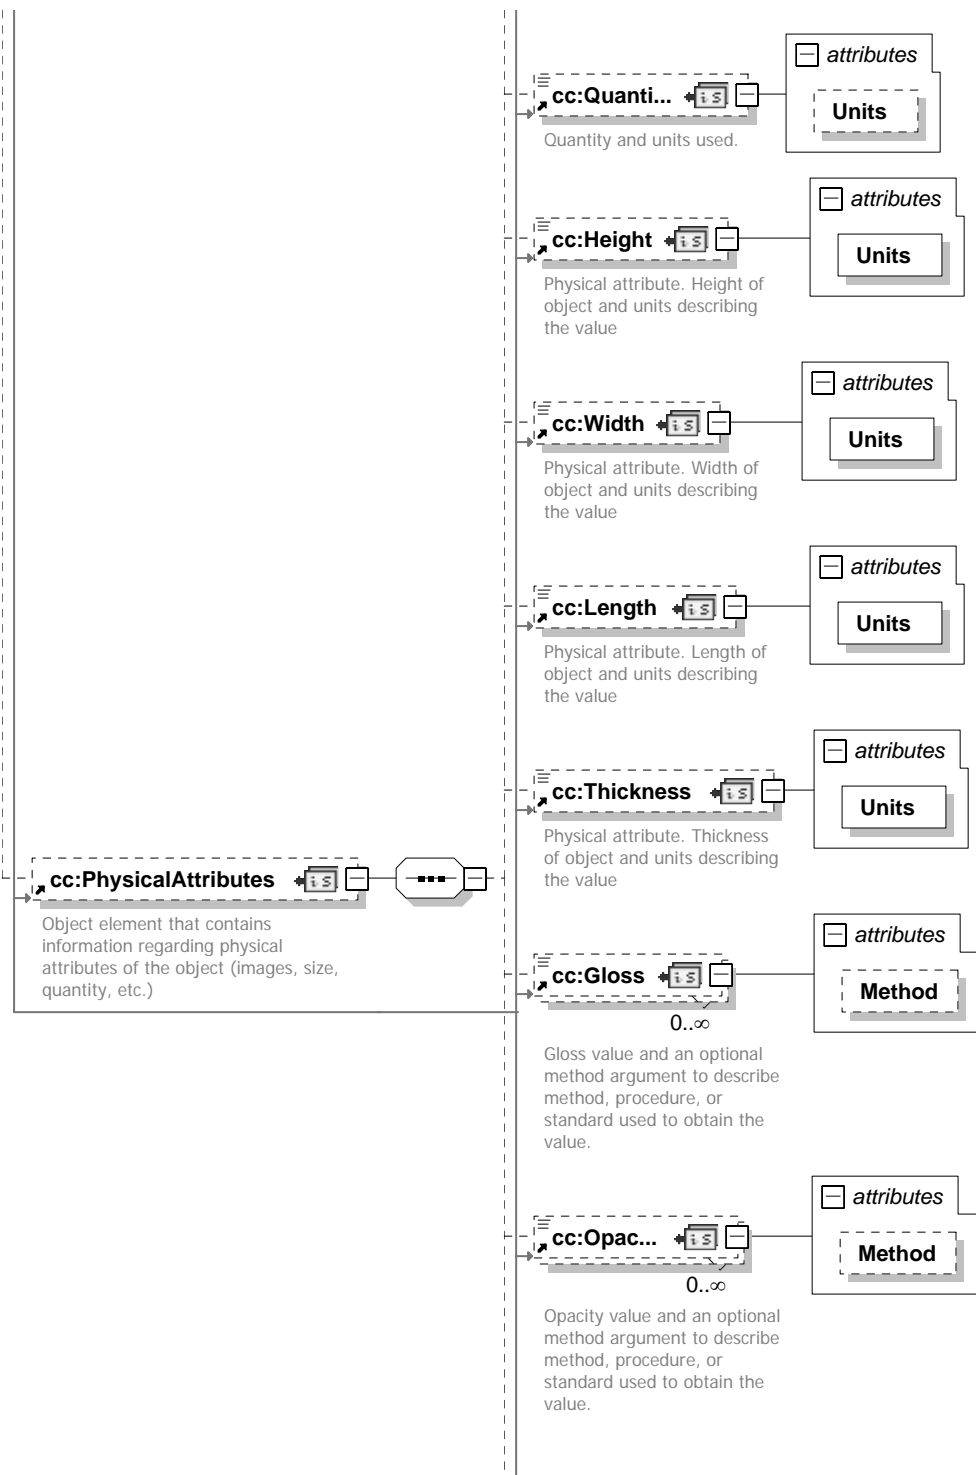 attributes
cc:Quanti...
Units
Quantity and units used.
attributes
cc:Height
Units
Physical attribute. Height of
object and units describing
the value
attributes
cc:Width
Units
Physical attribute. Width of
object and units describing
the value
attributes
cc:Length
Units
Physical attribute. Length of
object and units describing
the value
attributes
cc:Thickness
Units
Physical attribute. Thickness
of object and units describing
the value
cc:PhysicalAttributes
Object element that contains
information regarding physical
attributes of the object (images, size,
quantity, etc.)
attributes
cc:Gloss
Method
0..∞
Gloss value and an optional
method argument to describe
method, procedure, or
standard used to obtain the
value.
attributes
cc:Opac...
Method
0..∞
Opacity value and an optional
method argument to describe
method, procedure, or
standard used to obtain the
value.